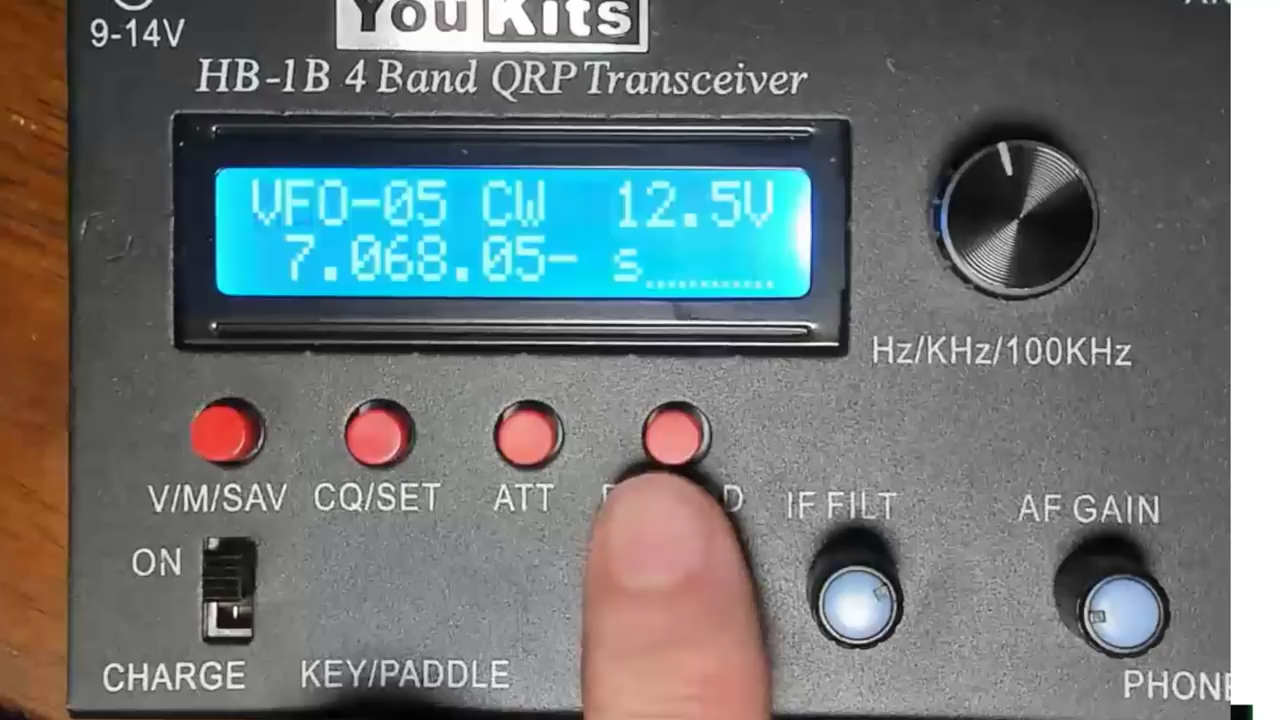 9-14V
YouKits
HB-1B 4 Band QRP Transceiver
VFO-05 CW 12.5V
7.068.05- s
Hz/KHz/100KHz
V/M/SAV CQ/SET ATT
IF FILT
AF GAIN
ON
CHARGE
KEY/PADDLE